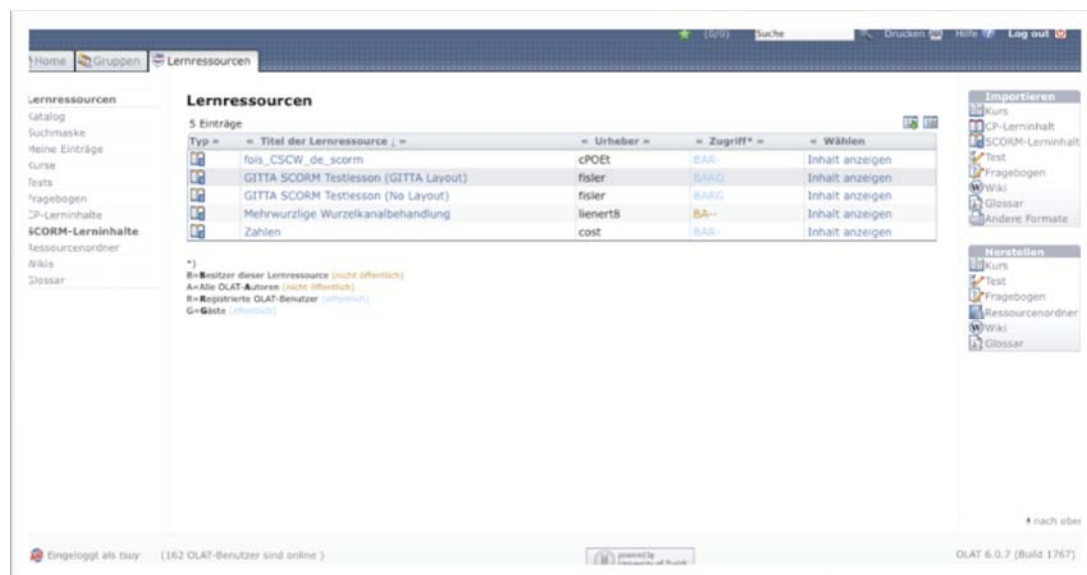 (0/0) Suche Drucken Hilfe Log out
Home Gruppen Lernressourcen
Lernressourcen
Katalog
Suchmaske
Meine Einträge
Kurse
Tests
Fragebogen
CP-Lerninhalte
SCORM-Lerninhalte
Ressourcenordner
Wikis
Glossar
Lernressourcen
5 Einträge
Typ = = Titel der Lernressource ↓ = = Urheber = = Zugriff* = = Wählen
fois_CSCW_de_scorm cPOEt BAR- Inhalt anzeigen
GITTA SCORM Testlesson (GITTA Layout) fisler BARG Inhalt anzeigen
GITTA SCORM Testlesson (No Layout) fisler BARG Inhalt anzeigen
Mehrwurzlige Wurzelkanalbehandlung lienert8 BA-- Inhalt anzeigen
Zahlen cost BAR- Inhalt anzeigen
*)
B=Besitzer dieser Lernressource (nicht öffentlich)
A=Alle OLAT-Autoren (nicht öffentlich)
R=Registrierte OLAT-Benutzer (öffentlich)
G=Gäste (öffentlich)
Importieren
Kurs
CP-Lerninhalt
SCORM-Lerninhalt
Test
Fragebogen
Wiki
Glossar
Andere Formate
Herstellen
Kurs
Test
Fragebogen
Ressourcenordner
Wiki
Glossar
nach ober
Eingeloggt als tsuy (162 OLAT-Benutzer sind online )
powered by
OLAT 6.0.7 (Build 1767)